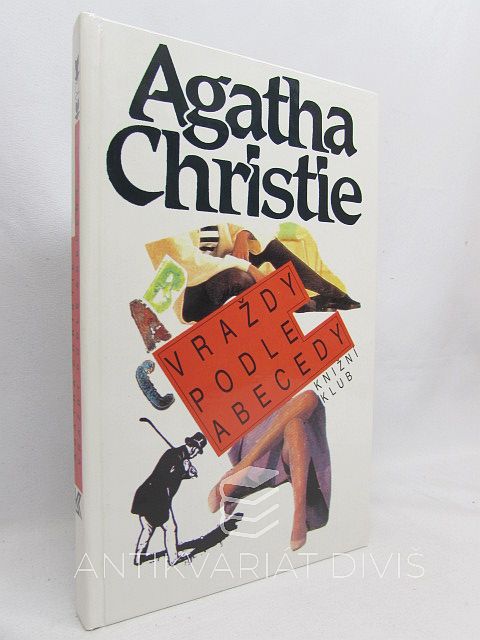 Agatha
Christie
A B C
VRAŽDY
PODLE
ABECEDY
KNIŽNÍ
KLUB
ANTIKVARIÁT DIVIŠ